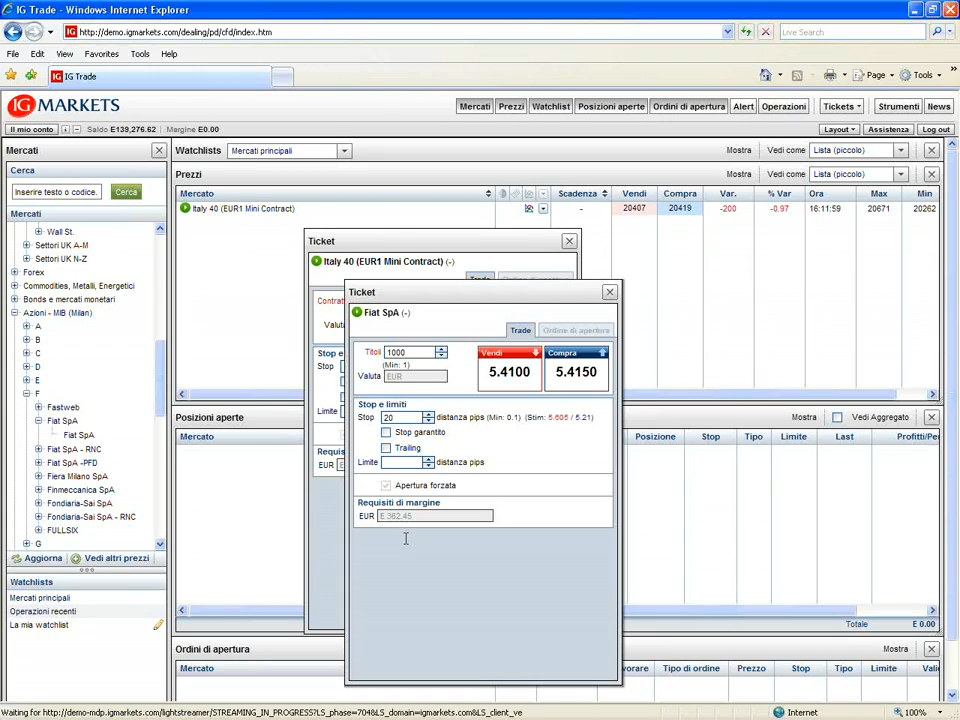 IG Trade - Windows Internet Explorer
http://demo.igmarkets.com/dealing/pd/cfd/index.htm
Live Search
File Edit View Favorites Tools Help
IG IG Trade
Page Tools
IG MARKETS
Mercati Prezzi Watchlist Posizioni aperte Ordini di apertura Alert Operazioni Tickets Strumenti News
Il mio conto Saldo E139,276.62 Margine E0.00
Layout Assistenza Log out
Mercati
Cerca
Inserire testo o codice. Cerca
Mercati
Wall St.
Settori UK A-M
Settori UK N-Z
Forex
Commodities, Metalli, Energetici
Bonds e mercati monetari
Azioni - MIB (Milan)
A
B
C
D
E
F
Fastweb
Fiat SpA
Fiat SpA
Fiat SpA - RNC
Fiat SpA -PFD
Fiera Milano SpA
Finmeccanica SpA
Fondiaria-Sai SpA
Fondiaria-Sai SpA - RNC
FULLSIX
G
Aggiorna Vedi altri prezzi
Watchlists
Mercati principali
Operazioni recenti
La mia watchlist
Watchlists Mercati principali Mostra Vedi come Lista (piccolo)
Prezzi Mostra Vedi come Lista (piccolo)
Mercato Scadenza Vendi Compra Var. % Var Ora Max Min
Italy 40 (EUR1 Mini Contract) - 20407 20419 -200 -0.97 16:11:59 20671 20262
Ticket
Italy 40 (EUR1 Mini Contract) (-)
Trade
Contratt
Valuta
Stop e
Stop
Limite
Requis
EUR
Ticket
Fiat SpA (-)
Trade Ordine di apertura
Titoli 1000
(Min: 1)
Valuta EUR
Vendi 5.4100
Compra 5.4150
Stop e limiti
Stop 20 distanza pips (Min: 0.1) (Stim: 5.605 / 5.21)
Stop garantito
Trailing
Limite distanza pips
Apertura forzata
Requisiti di margine
EUR E 362.45
Posizioni aperte Mostra Vedi Aggregato
Mercato Posizione Stop Tipo Limite Last Profitti/Per
Totale E 0.00
Ordini di apertura Mostra
Mercato vorare Tipo di ordine Prezzo Stop Tipo Limite Vali
Waiting for http://demo-mdp.igmarkets.com/lightstreamer/STREAMING_IN_PROGRESS?LS_phase=704&LS_domain=igmarkets.com&LS_client_ve
Internet 100%